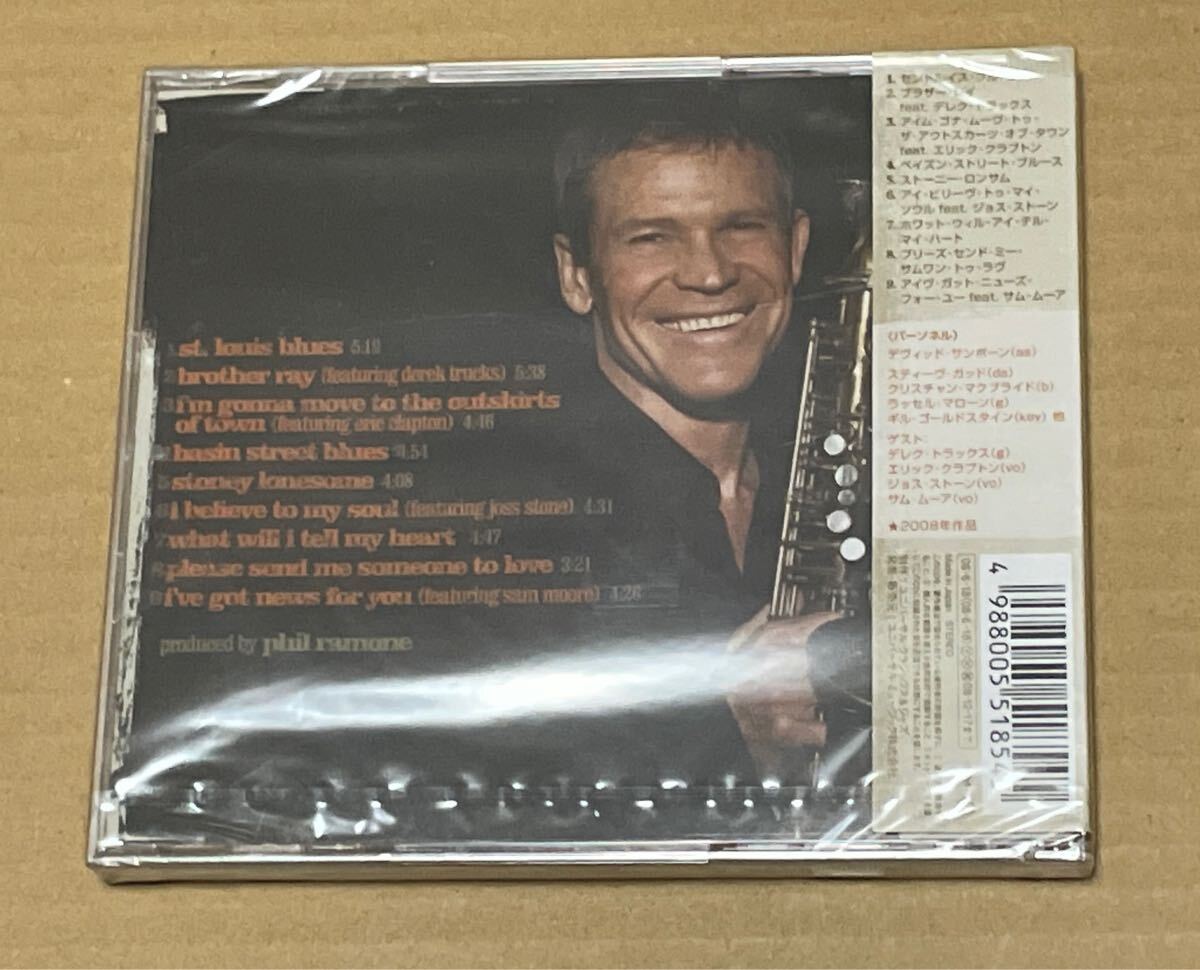 st. louis blues 5:19
brother ray (featuring derek trucks) 5:38
i'm gonna move to the outskirts
of town (featuring eric clapton) 4:46
basin street blues 4:54
stoney lonesome 4:08
i believe to my soul (featuring joss stone) 4:31
what will i tell my heart 4:47
please send me someone to love 3:21
i've got news for you (featuring sam moore) 4:26
produced by phil ramone
1.
2. ブラザー・レイ
feat. デレク・トラックス
3. アイム・ゴナ・ムーヴ・トゥ・
ザ・アウトスカーツ・オブ・タウン
feat. エリック・クラプトン
4. ベイズン・ストリート・ブルース
5. ストーニー・ロンサム
6. アイ・ビリーヴ・トゥ・マイ・
ソウル feat. ジョス・ストーン
7. ホワット・ウィル・アイ・テル・
マイ・ハート
8. プリーズ・センド・ミー・
サムワン・トゥ・ラヴ
9. アイヴ・ガット・ニューズ・
フォー・ユー feat. サム・ムーア
〈パーソネル〉
デヴィッド・サンボーン(as)
スティーヴ・ガッド(ds)
クリスチャン・マクブライド(b)
ラッセル・マローン(g)
ギル・ゴールドスタイン(key) 他
ゲスト:
デレク・トラックス(g)
エリック・クラプトン(vo)
ジョス・ストーン(vo)
サム・ムーア(vo)
★2008年作品
Made in Japan STEREO
4 988005 51854